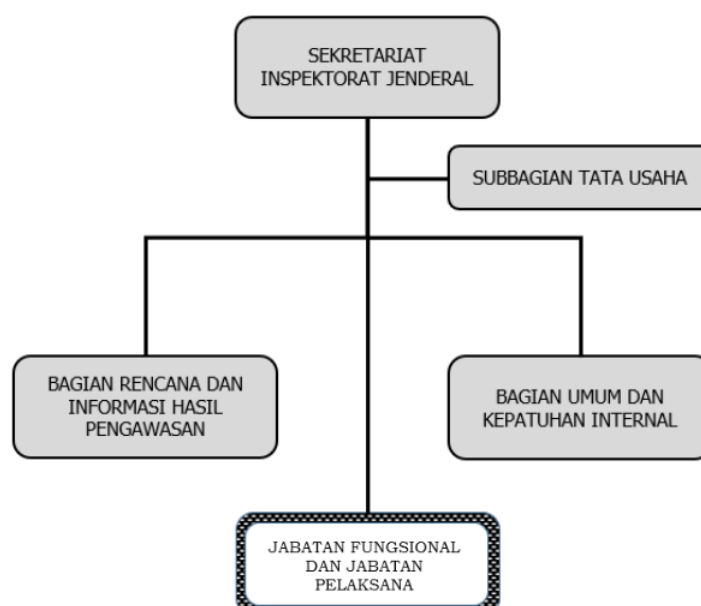 SEKRETARIAT
INSPEKTORAT JENDERAL
SUBBAGIAN TATA USAHA
BAGIAN RENCANA DAN
INFORMASI HASIL
PENGAWASAN
BAGIAN UMUM DAN
KEPATUHAN INTERNAL
JABATAN FUNGSIONAL
DAN JABATAN
PELAKSANA